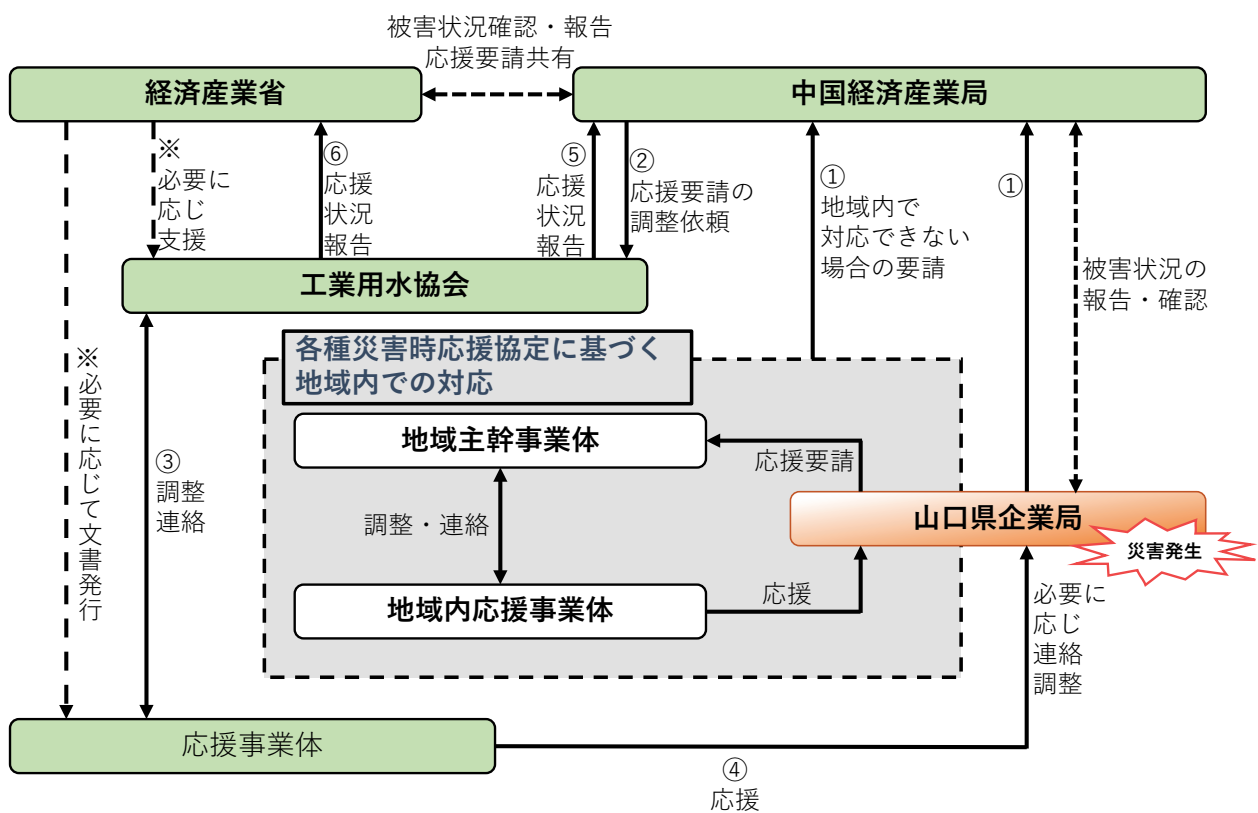 被害状況確認・報告
応援要請共有
経済産業省
中国経済産業局
※
必要に
応じ
支援
⑥
応援
状況
報告
⑤
応援
状況
報告
②
応援要請の
調整依頼
①
地域内で
対応できない
場合の要請
①
被害状況の
報告・確認
工業用水協会
各種災害時応援協定に基づく
地域内での対応
※必要に応じて文書発行
③
調整
連絡
地域主幹事業体
応援要請
調整・連絡
山口県企業局
災害発生
地域内応援事業体
応援
必要に
応じ
連絡
調整
応援事業体
④
応援